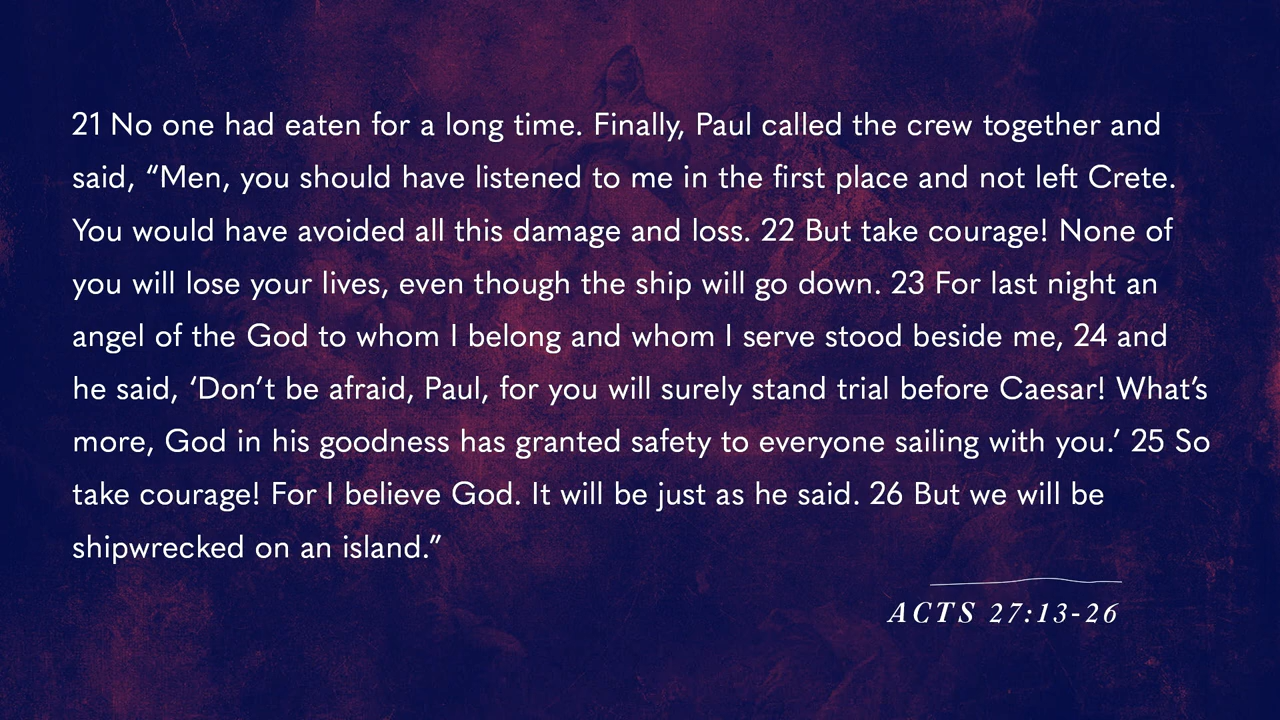 21 No one had eaten for a long time. Finally, Paul called the crew together and
said, “Men, you should have listened to me in the first place and not left Crete.
You would have avoided all this damage and loss. 22 But take courage! None of
you will lose your lives, even though the ship will go down. 23 For last night an
angel of the God to whom I belong and whom I serve stood beside me, 24 and
he said, ‘Don’t be afraid, Paul, for you will surely stand trial before Caesar! What’s
more, God in his goodness has granted safety to everyone sailing with you.’ 25 So
take courage! For I believe God. It will be just as he said. 26 But we will be
shipwrecked on an island.”
ACTS 27:13-26